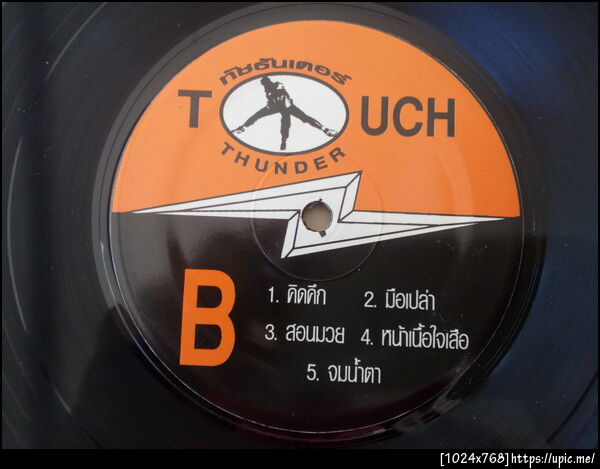 ทัชธันเดอร์
TOUCH
THUNDER
B
1. คิดคึก 2. มือเปล่า
3. สอนมวย 4. หน้าเนื้อใจเสือ
5. จมน้ำตา
[1024x768]https://upic.me/